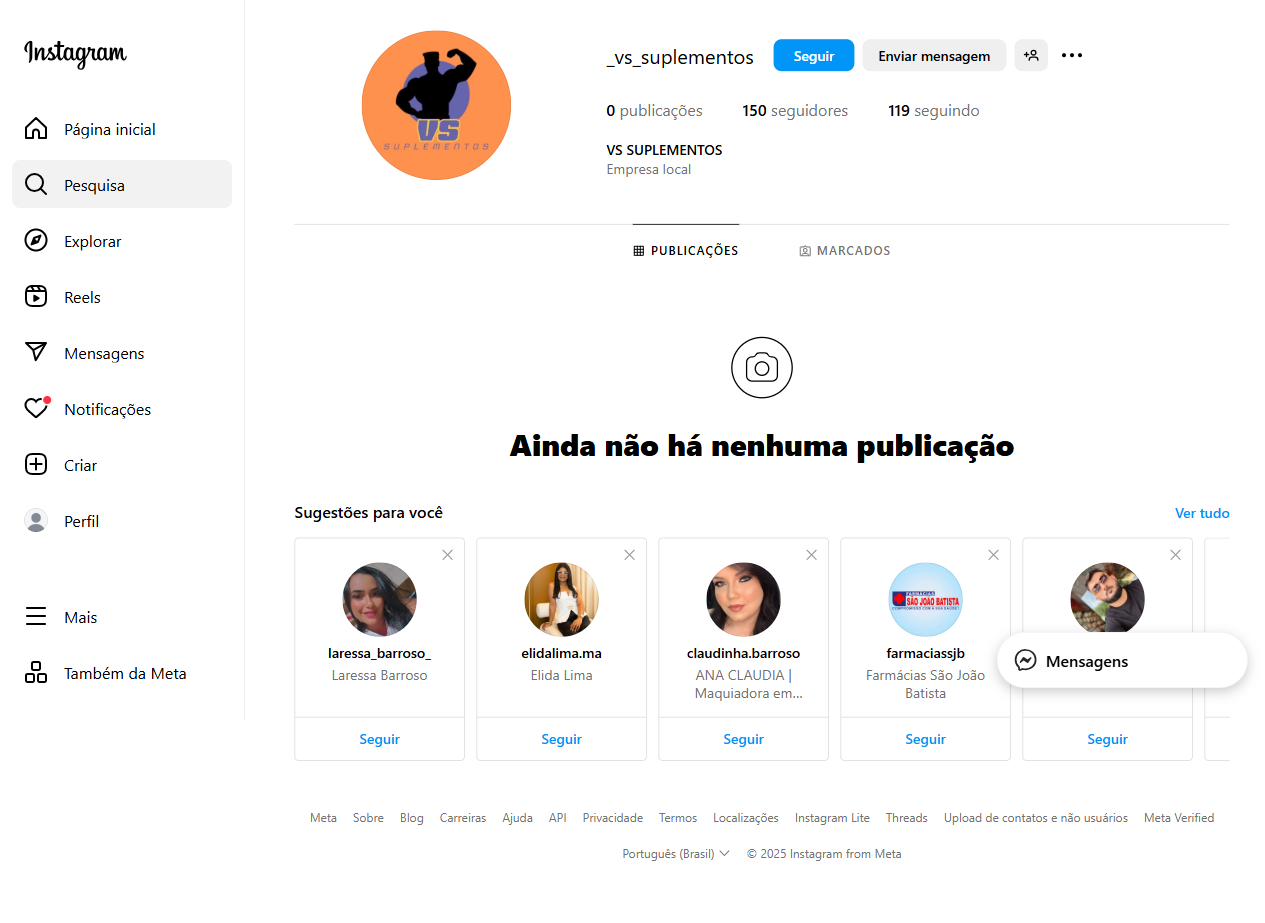 Instagram
Página inicial
Pesquisa
Explorar
Reels
Mensagens
Notificações
Criar
Perfil
Mais
Também da Meta
VS
SUPLEMENTOS
_vs_suplementos
Seguir
Enviar mensagem
0 publicações 150 seguidores 119 seguindo
VS SUPLEMENTOS
Empresa local
PUBLICAÇÕES MARCADOS
Ainda não há nenhuma publicação
Sugestões para você
Ver tudo
laressa_barroso_
Laressa Barroso
Seguir
elidalima.ma
Elida Lima
Seguir
claudinha.barroso
ANA CLAUDIA |
Maquiadora em...
Seguir
FARMÁCIAS
SÃO JOÃO BATISTA
COMPROMISSO COM A SUA SAÚDE!
farmaciassjb
Farmácias São João
Batista
Seguir
Seguir
Mensagens
Meta Sobre Blog Carreiras Ajuda API Privacidade Termos Localizações Instagram Lite Threads Upload de contatos e não usuários Meta Verified
Português (Brasil) © 2025 Instagram from Meta